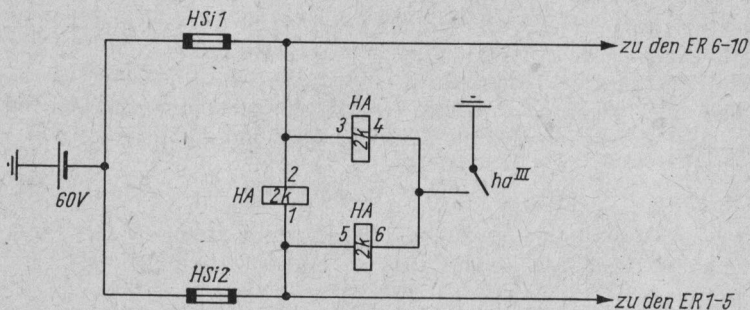 HSi1
zu den ER 6-10
HA
3 4
2k
ha III
2
HA 2k
1
60V
HA
5 6
2k
HSi2
zu den ER 1-5